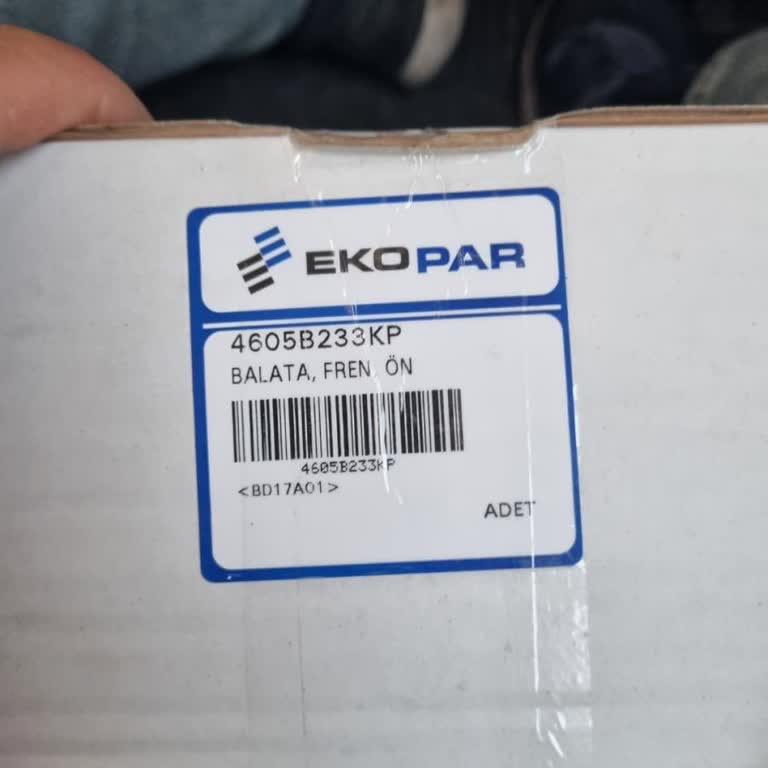 EKOPAR
4605B233KP
BALATA, FREN, ÖN
4605B233KP
<BD17A01>
ADET